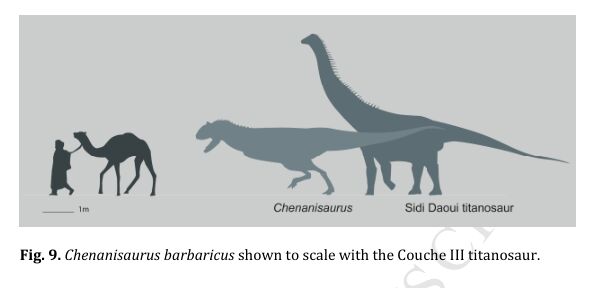 1m
Chenanisaurus
Sidi Daoui titanosaur
Fig. 9. Chenanisaurus barbaricus shown to scale with the Couche III titanosaur.